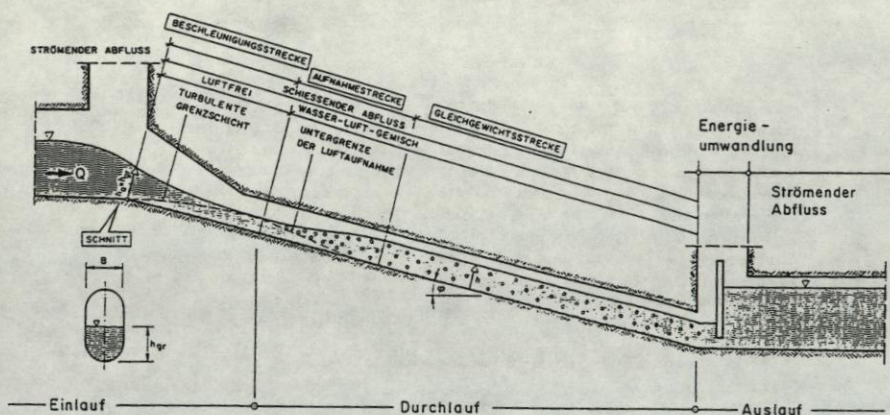 STRÖMENDER ABFLUSS
BESCHLEUNIGUNGSSTRECKE
AUFNAHMESTRECKE
GLEICHGEWICHTSSTRECKE
LUFTFREI
SCHIESSENDER ABFLUSS
WASSER-LUFT-GEMISCH
TURBULENTE
GRENZSCHICHT
UNTERGRENZE
DER LUFTAUFNAHME
Energie-
umwandlung
Strömender
Abfluss
Q
SCHNITT
B
hgr
h
φ
Einlauf
Durchlauf
Auslauf